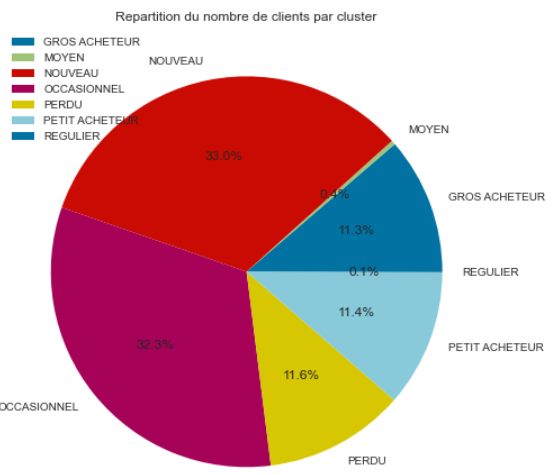 Repartition du nombre de clients par cluster
GROS ACHETEUR
MOYEN
NOUVEAU
OCCASIONNEL
PERDU
PETIT ACHETEUR
REGULIER
NOUVEAU
MOYEN
33.0%
0.4%
GROS ACHETEUR
11.3%
0.1%
REGULIER
11.4%
32.3%
PETIT ACHETEUR
11.6%
OCCASIONNEL
PERDU